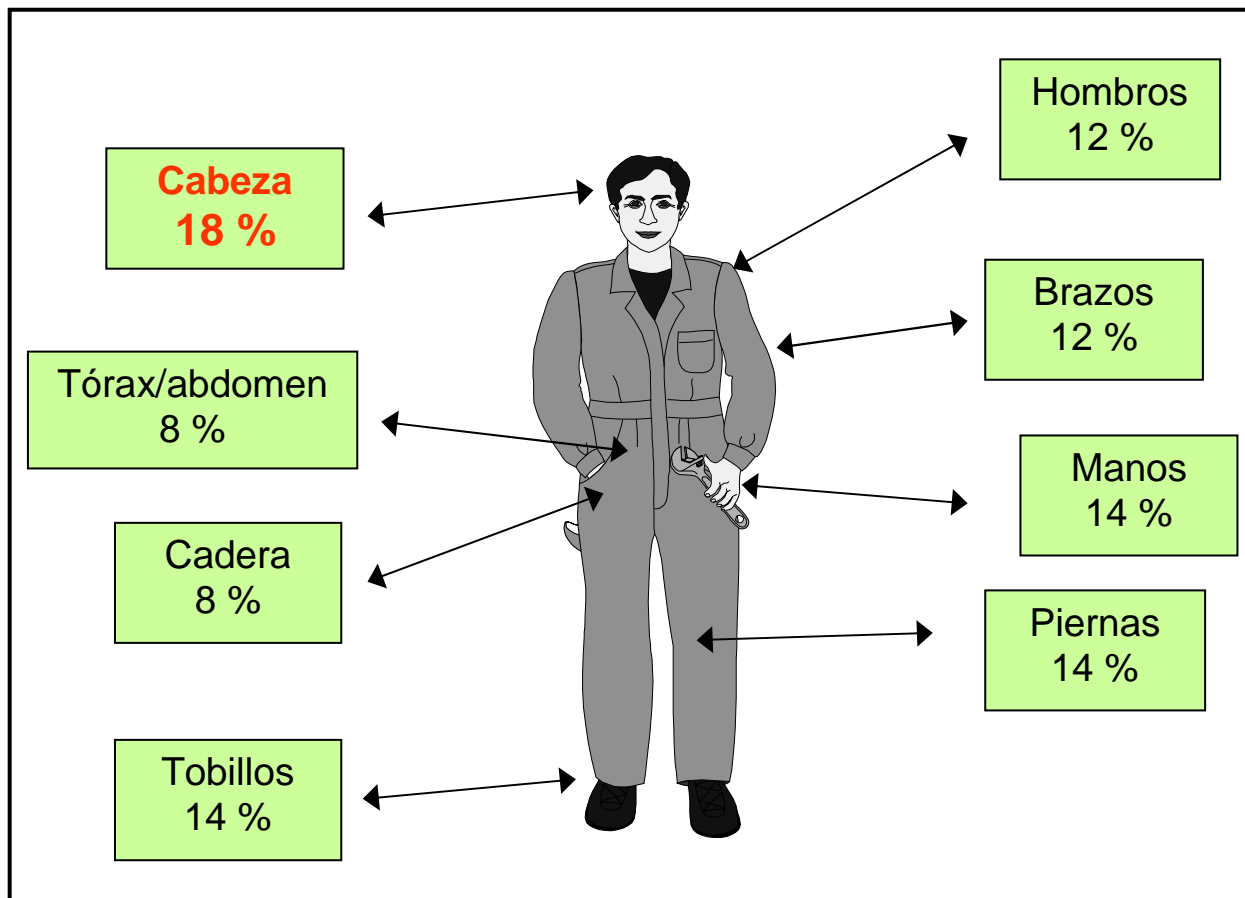 Cabeza
18 %
Tórax/abdomen
8 %
Cadera
8 %
Tobillos
14 %
Hombros
12 %
Brazos
12 %
Manos
14 %
Piernas
14 %